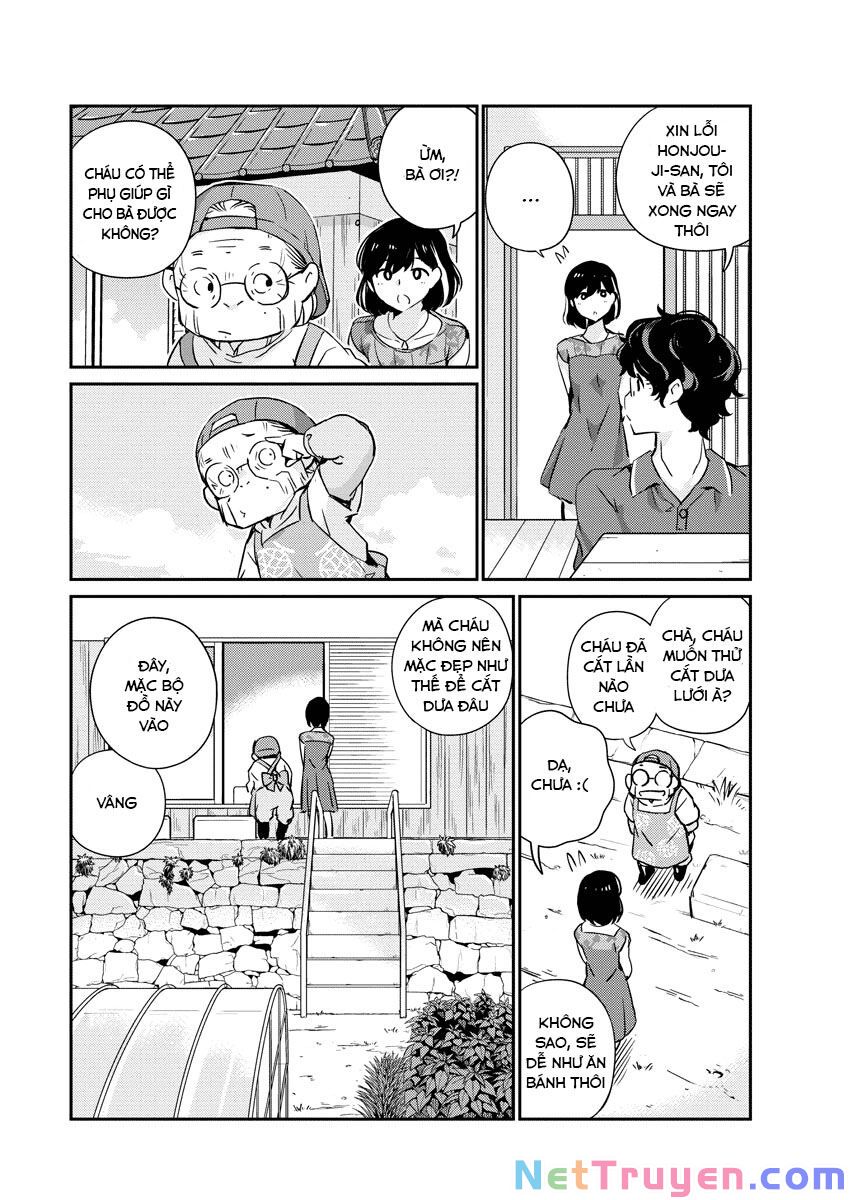 XIN LỖI
HONJOU-
JI-SAN, TÔI
VÀ BÀ SẼ
XONG NGAY
THÔI
...
ỪM,
BÀ ƠI?!
CHÁU CÓ THỂ
PHỤ GIÚP GÌ
CHO BÀ ĐƯỢC
KHÔNG?
CHÀ, CHÁU
MUỐN THỬ
CẮT DƯA
LƯỚI À?
CHÁU ĐÃ
CẮT LẦN
NÀO
CHƯA
DẠ,
CHƯA :(
KHÔNG
SAO, SẼ
DỄ NHƯ ĂN
BÁNH THÔI
MÀ CHÁU
KHÔNG NÊN
MẶC ĐẸP NHƯ
THẾ ĐỂ CẮT
DƯA ĐÂU
ĐÂY,
MẶC BỘ
ĐỒ NÀY
VÀO
VÂNG
NetTruyen.com